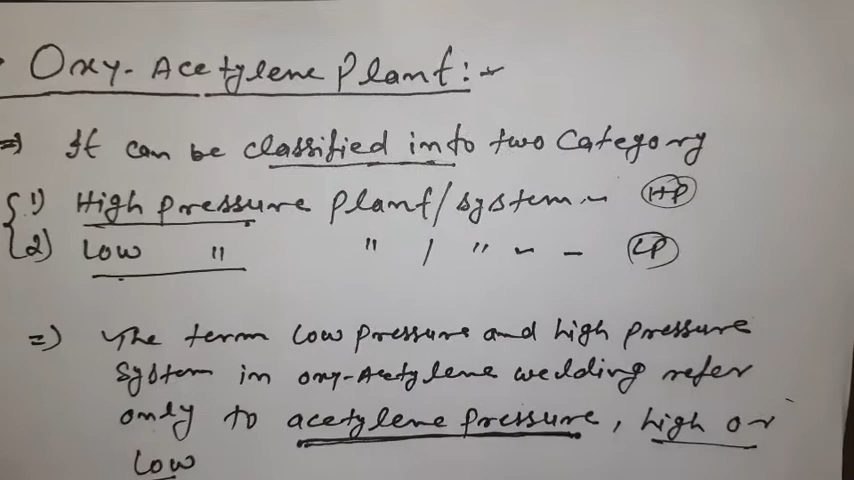 Oxy-Acetylene Plant:-
⇒ It can be classified into two Category
1) High pressure plant/system - HP
2) Low " " / " - - LP
⇒) The term low pressure and high pressure
System in oxy-Acetylene wedding refer
only to acetylene pressure, high or
Low